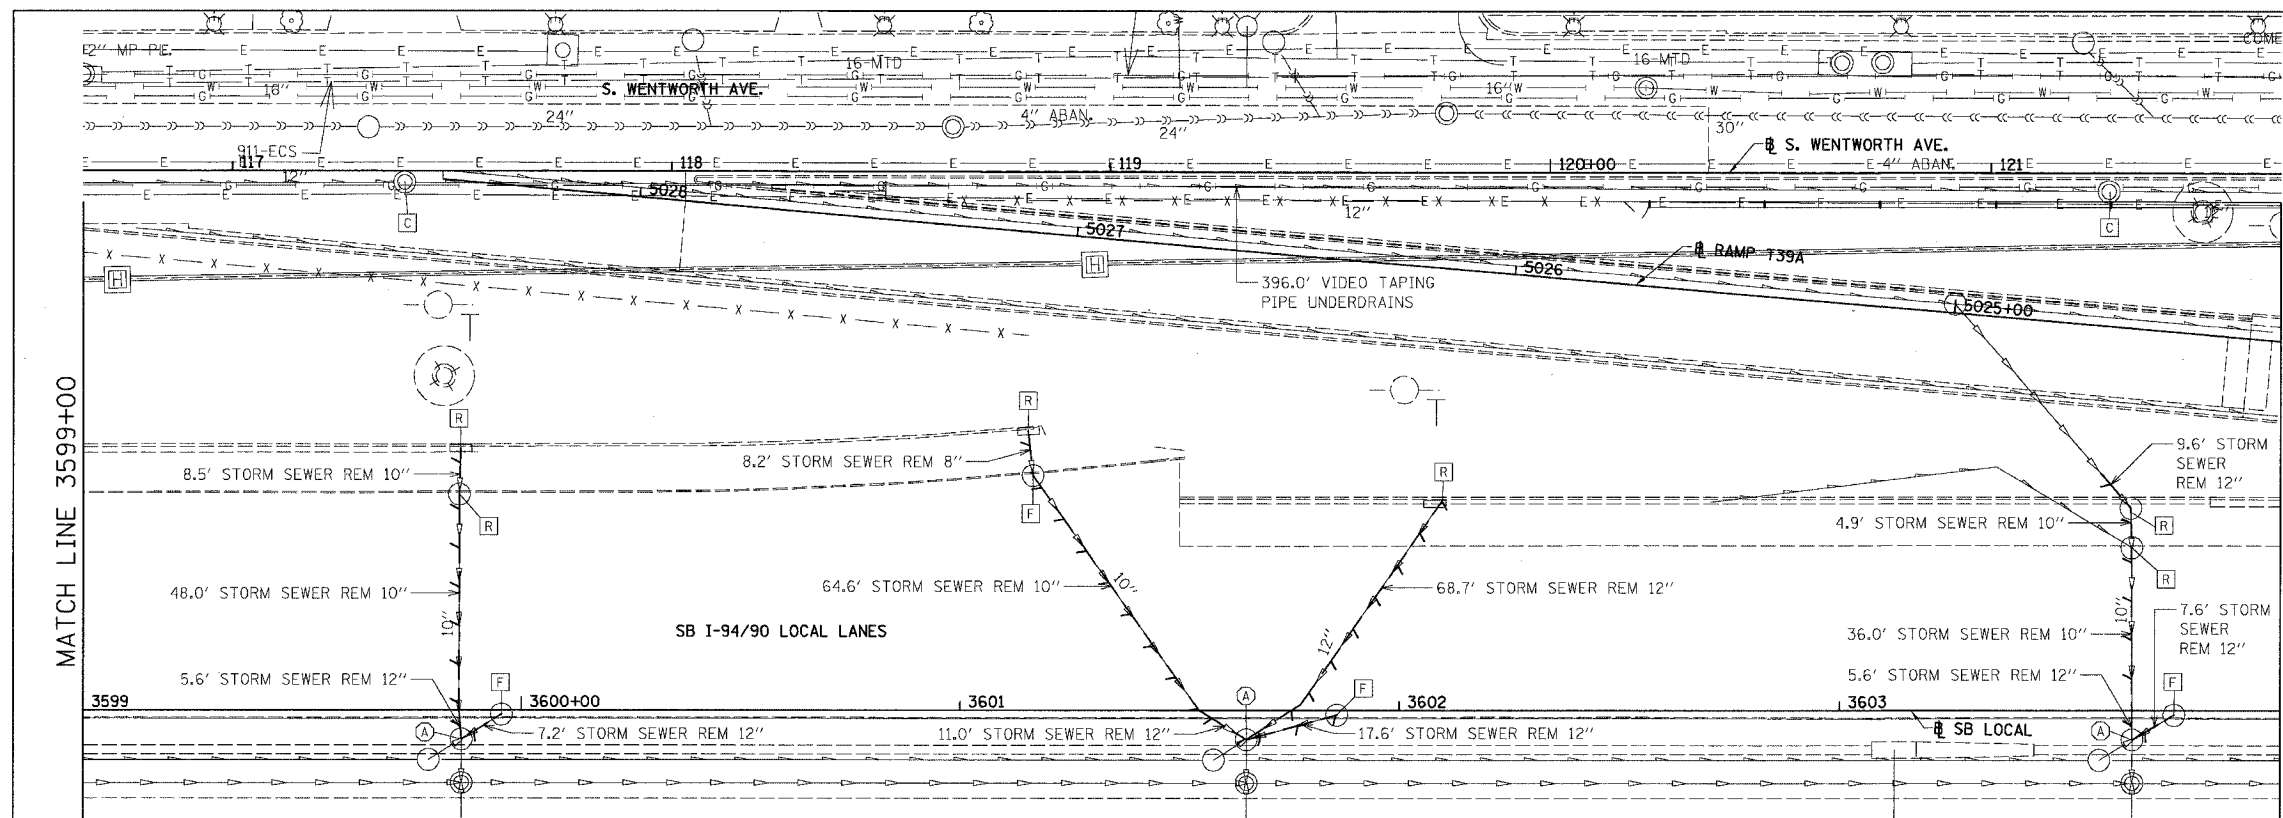 2" MP PIE.
16-MTD
16-MTD
COME
18"
S. WENTWORTH AVE.
16"
24"
4" ABAN.
24"
30"
911-ECS
117
118
119
120+00
121
℄ S. WENTWORTH AVE.
4" ABAN.
12"
5028
12"
C
C
5027
℄ RAMP T39A
H
H
5026
396.0' VIDEO TAPING
PIPE UNDERDRAINS
5025+00
MATCH LINE 3599+00
R
R
R
8.5' STORM SEWER REM 10"
8.2' STORM SEWER REM 8"
9.6' STORM
SEWER
REM 12"
R
F
R
4.9' STORM SEWER REM 10"
R
48.0' STORM SEWER REM 10"
64.6' STORM SEWER REM 10"
10"
68.7' STORM SEWER REM 12"
10"
7.6' STORM
SEWER
REM 12"
10"
SB I-94/90 LOCAL LANES
12"
36.0' STORM SEWER REM 10"
5.6' STORM SEWER REM 12"
5.6' STORM SEWER REM 12"
F
A
F
F
3599
3600+00
3601
3602
3603
A
7.2' STORM SEWER REM 12"
11.0' STORM SEWER REM 12"
17.6' STORM SEWER REM 12"
℄ SB LOCAL
A